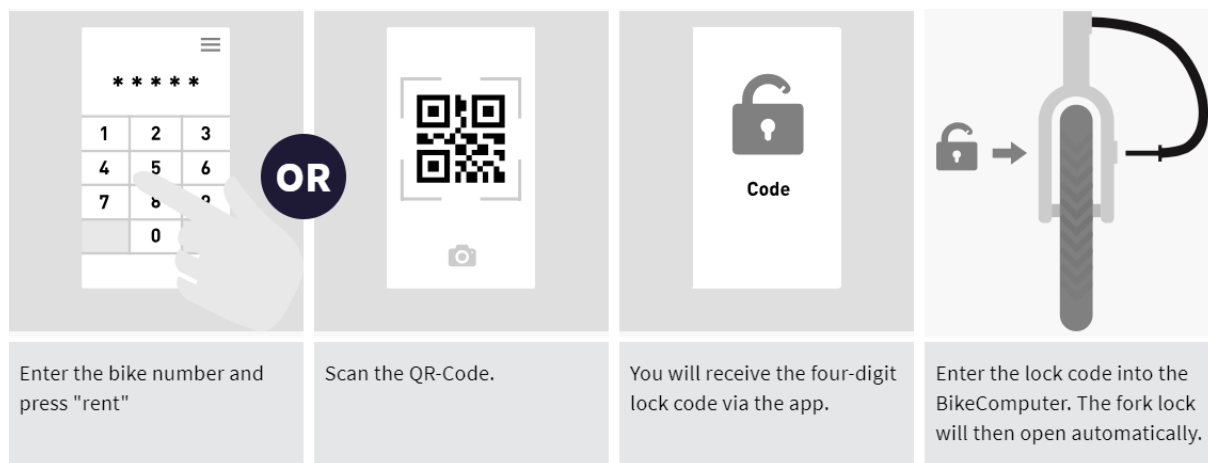 * * * * *
1 2 3
4 5 6
7 8 9
0
OR
Code
Enter the bike number and
press "rent"
Scan the QR-Code.
You will receive the four-digit
lock code via the app.
Enter the lock code into the
BikeComputer. The fork lock
will then open automatically.